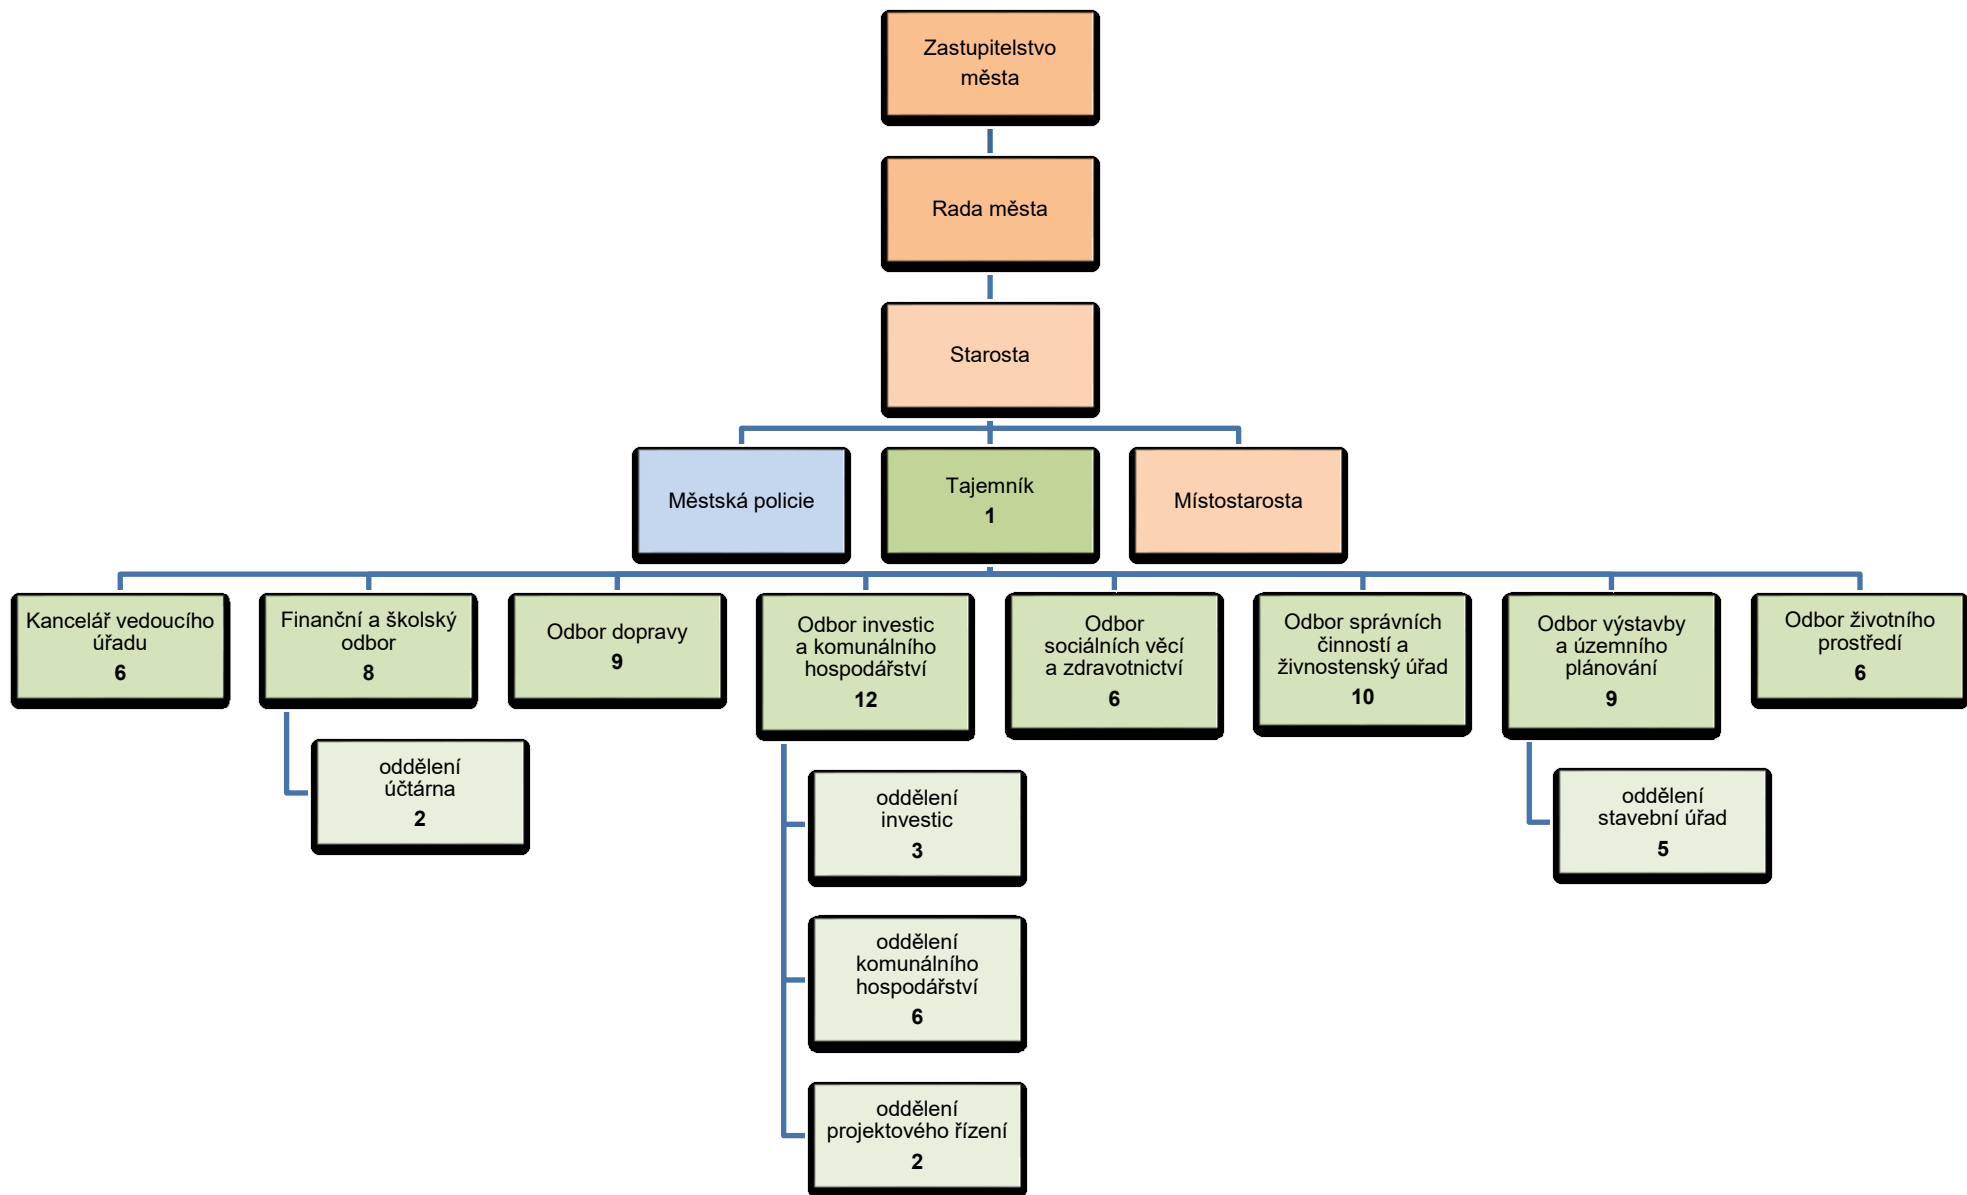 Zastupitelstvo
města
Rada města
Starosta
Městská policie
Tajemník
1
Místostarosta
Kancelář vedoucího
úřadu
6
Finanční a školský
odbor
8
Odbor dopravy
9
Odbor investic
a komunálního
hospodářství
12
Odbor
sociálních věcí
a zdravotnictví
6
Odbor správních
činností a
živnostenský úřad
10
Odbor výstavby
a územního
plánování
9
Odbor životního
prostředí
6
oddělení
účtárna
2
oddělení
investic
3
oddělení
komunálního
hospodářství
6
oddělení
projektového řízení
2
oddělení
stavební úřad
5